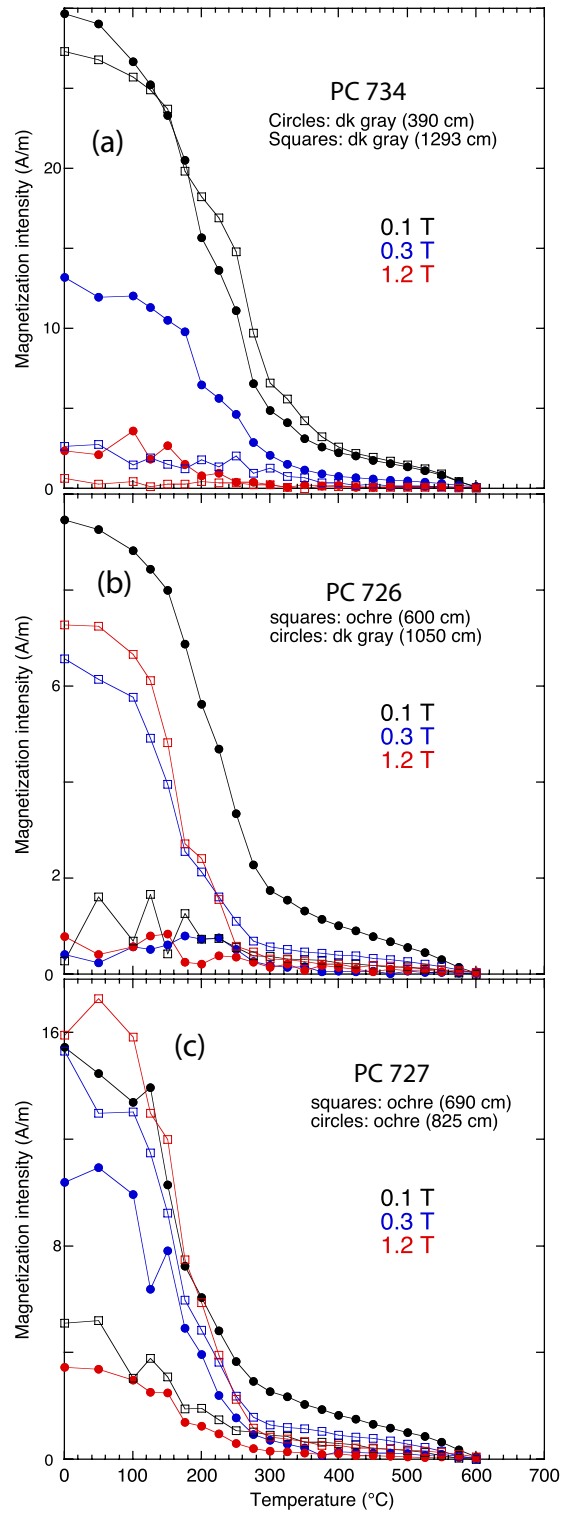 PC 734
(a)
Circles: dk gray (390 cm)
Squares: dk gray (1293 cm)
0.1 T
0.3 T
1.2 T
20
10
0
Magnetization intensity (A/m)
(b)
PC 726
squares: ochre (600 cm)
circles: dk gray (1050 cm)
0.1 T
0.3 T
1.2 T
6
2
0
Magnetization intensity (A/m)
(c)
PC 727
squares: ochre (690 cm)
circles: ochre (825 cm)
0.1 T
0.3 T
1.2 T
16
8
0
Magnetization intensity (A/m)
0 100 200 300 400 500 600 700
Temperature (°C)